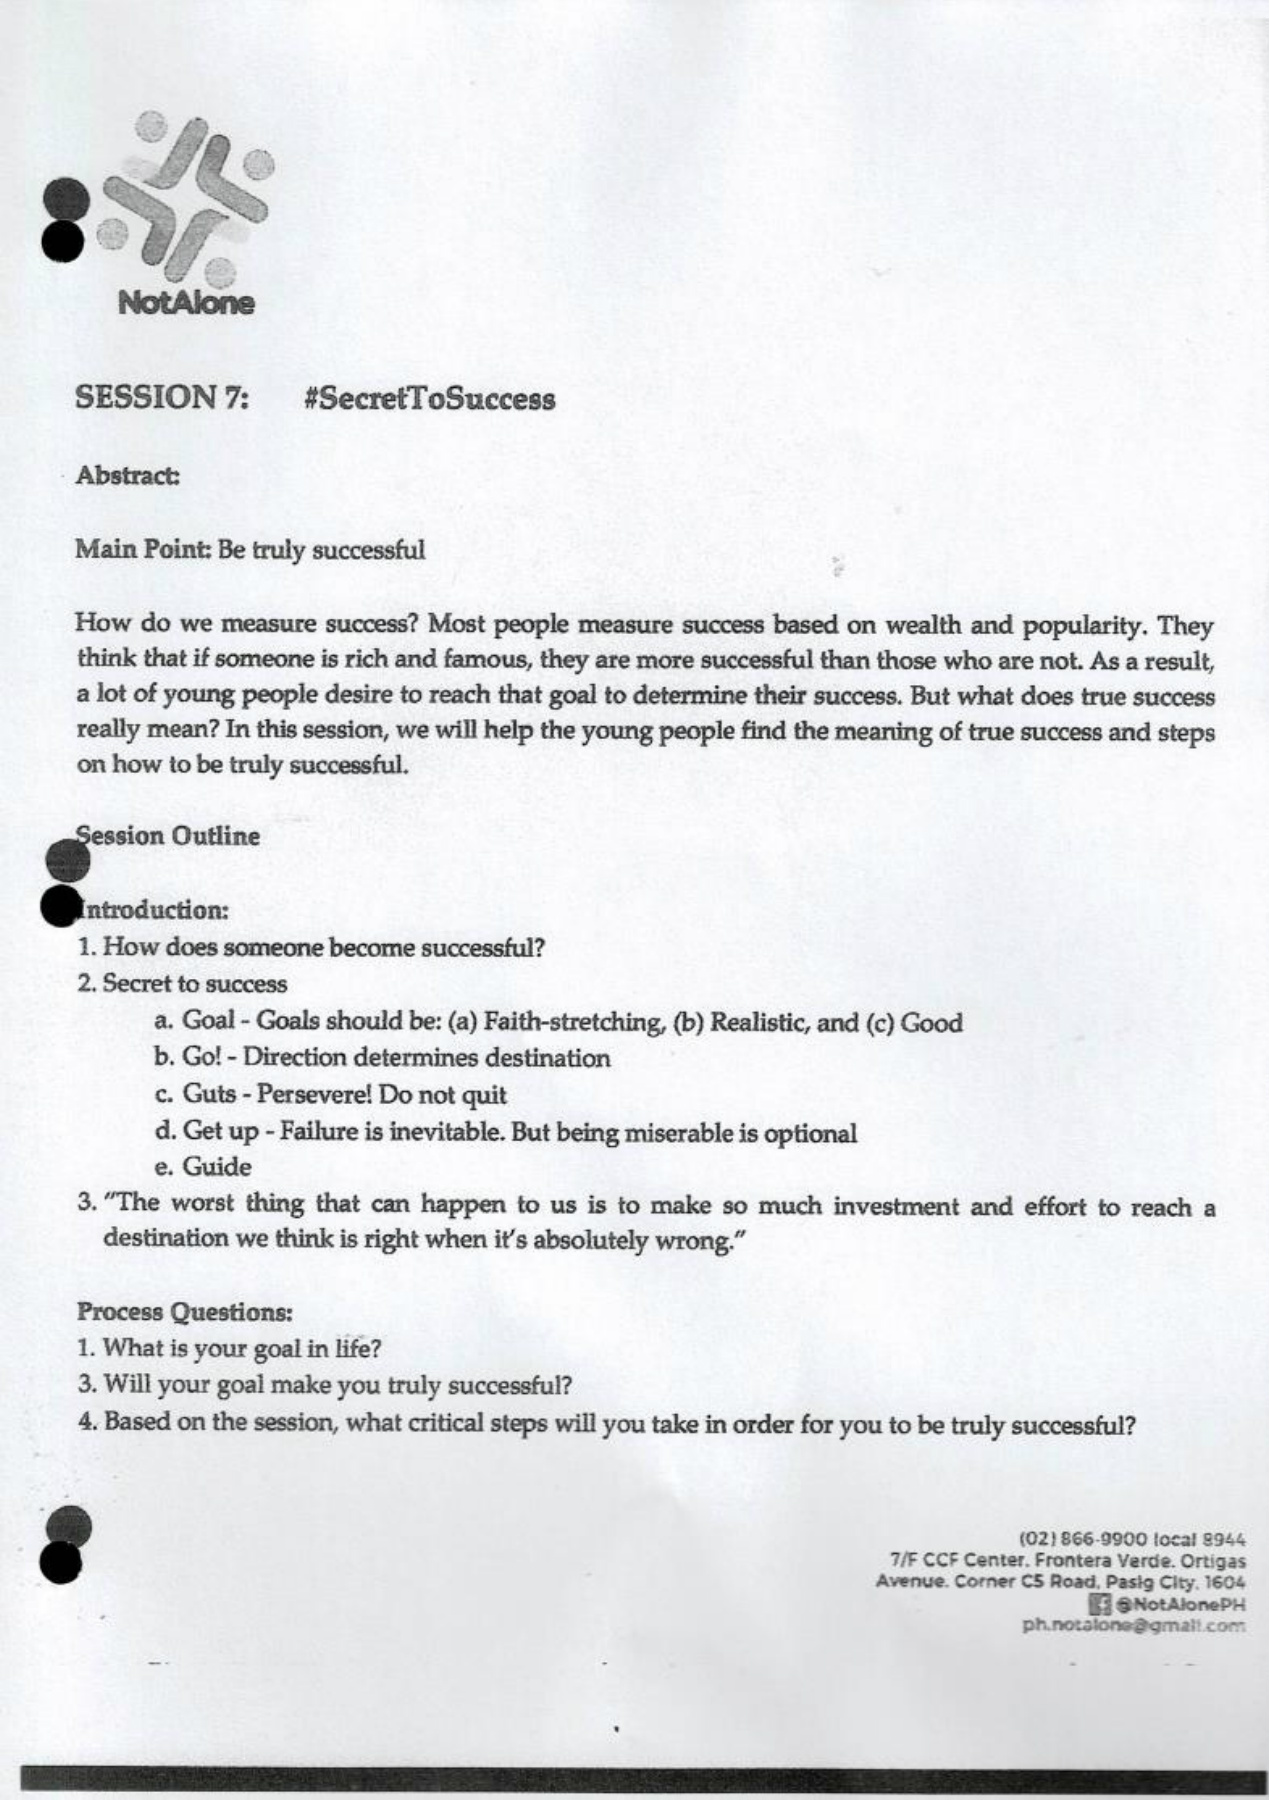 NotAlone
SESSION 7: #SecretToSuccess
Abstract:
Main Point: Be truly successful
How do we measure success? Most people measure success based on wealth and popularity. They
think that if someone is rich and famous, they are more successful than those who are not. As a result,
a lot of young people desire to reach that goal to determine their success. But what does true success
really mean? In this session, we will help the young people find the meaning of true success and steps
on how to be truly successful.
Session Outline
Introduction:
1. How does someone become successful?
2. Secret to success
a. Goal - Goals should be: (a) Faith-stretching, (b) Realistic, and (c) Good
b. Go! - Direction determines destination
c. Guts - Persevere! Do not quit
d. Get up - Failure is inevitable. But being miserable is optional
e. Guide
3. "The worst thing that can happen to us is to make so much investment and effort to reach a
destination we think is right when it's absolutely wrong."
Process Questions:
1. What is your goal in life?
3. Will your goal make you truly successful?
4. Based on the session, what critical steps will you take in order for you to be truly successful?
(02) 866-9900 local 8944
7/F CCF Center. Frontera Verde. Ortigas
Avenue. Corner C5 Road, Pasig City. 1604
@NotAlonePH
ph.notalone@gmail.com